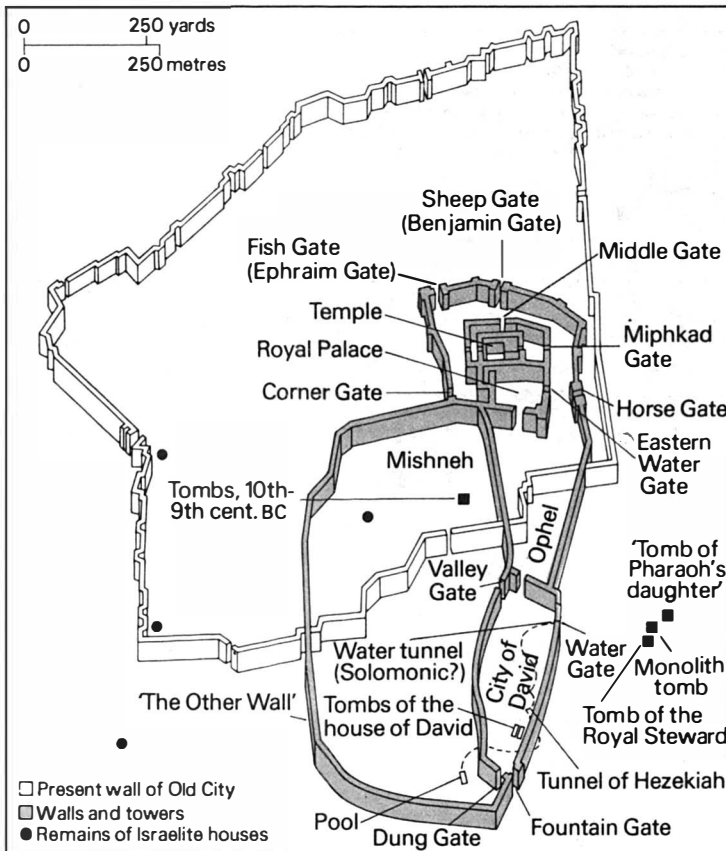 0 250 yards
0 250 metres
Sheep Gate
(Benjamin Gate)
Fish Gate
(Ephraim Gate)
Middle Gate
Temple
Miphkad
Gate
Royal Palace
Corner Gate
Horse Gate
Eastern
Water
Gate
Mishneh
Tombs, 10th-
9th cent. BC
Ophel
'Tomb of
Pharaoh's
daughter'
Valley
Gate
Water tunnel
(Solomonic?)
City of
David
Water
Gate
Monolith
tomb
'The Other Wall'
Tombs of the
house of David
Tomb of the
Royal Steward
Tunnel of Hezekiah
Pool
Dung Gate
Fountain Gate
Present wall of Old City
Walls and towers
Remains of Israelite houses